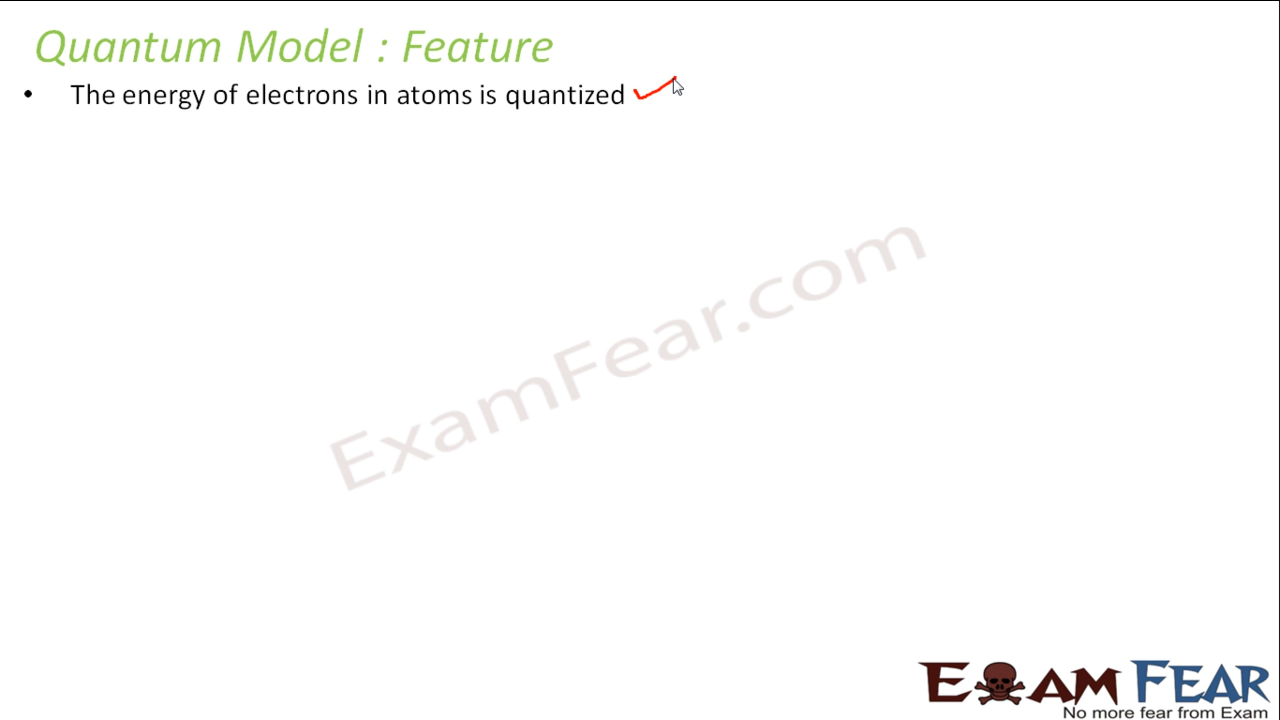 Quantum Model : Feature
• The energy of electrons in atoms is quantized
ExamFear.com
EXAM FEAR
No more fear from Exam